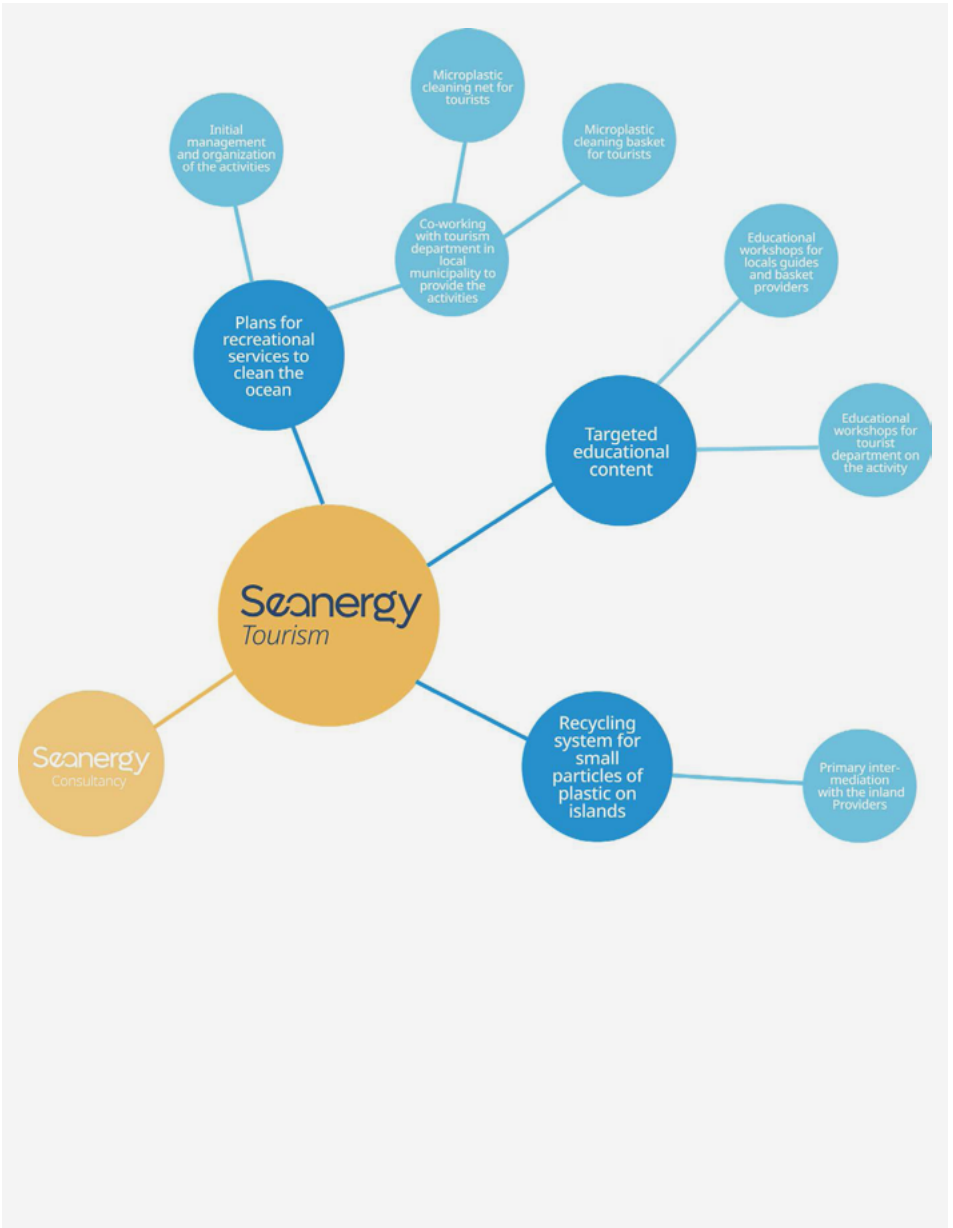 Microplastic
cleaning net for
tourists
Initial
management
and organization
of the activities
Microplastic
cleaning basket
for tourists
Co-working
with tourism
department in
local
municipality to
provide the
activities
Educational
workshops for
locals guides
and basket
providers
Plans for
recreational
services to
clean the
ocean
Targeted
educational
content
Educational
workshops for
tourist
department on
the activity
Seanergy
Tourism
Seanergy
Consultancy
Recycling
system for
small
particles of
plastic on
islands
Primary inter-
mediation
with the inland
Providers